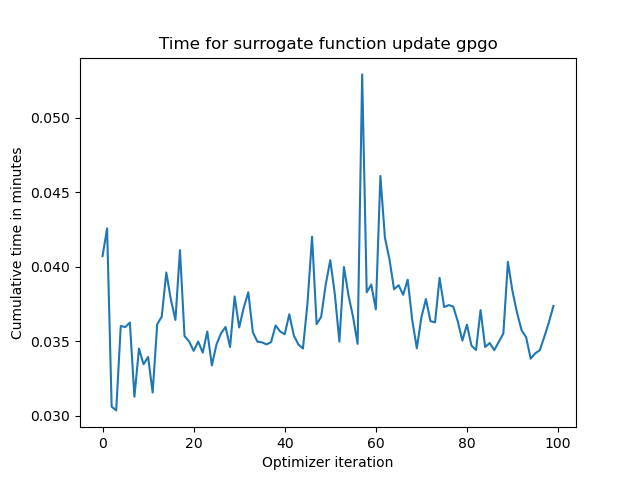 Time for surrogate function update gpgo
Cumulative time in minutes
0.050
0.045
0.040
0.035
0.030
0 20 40 60 80 100
Optimizer iteration